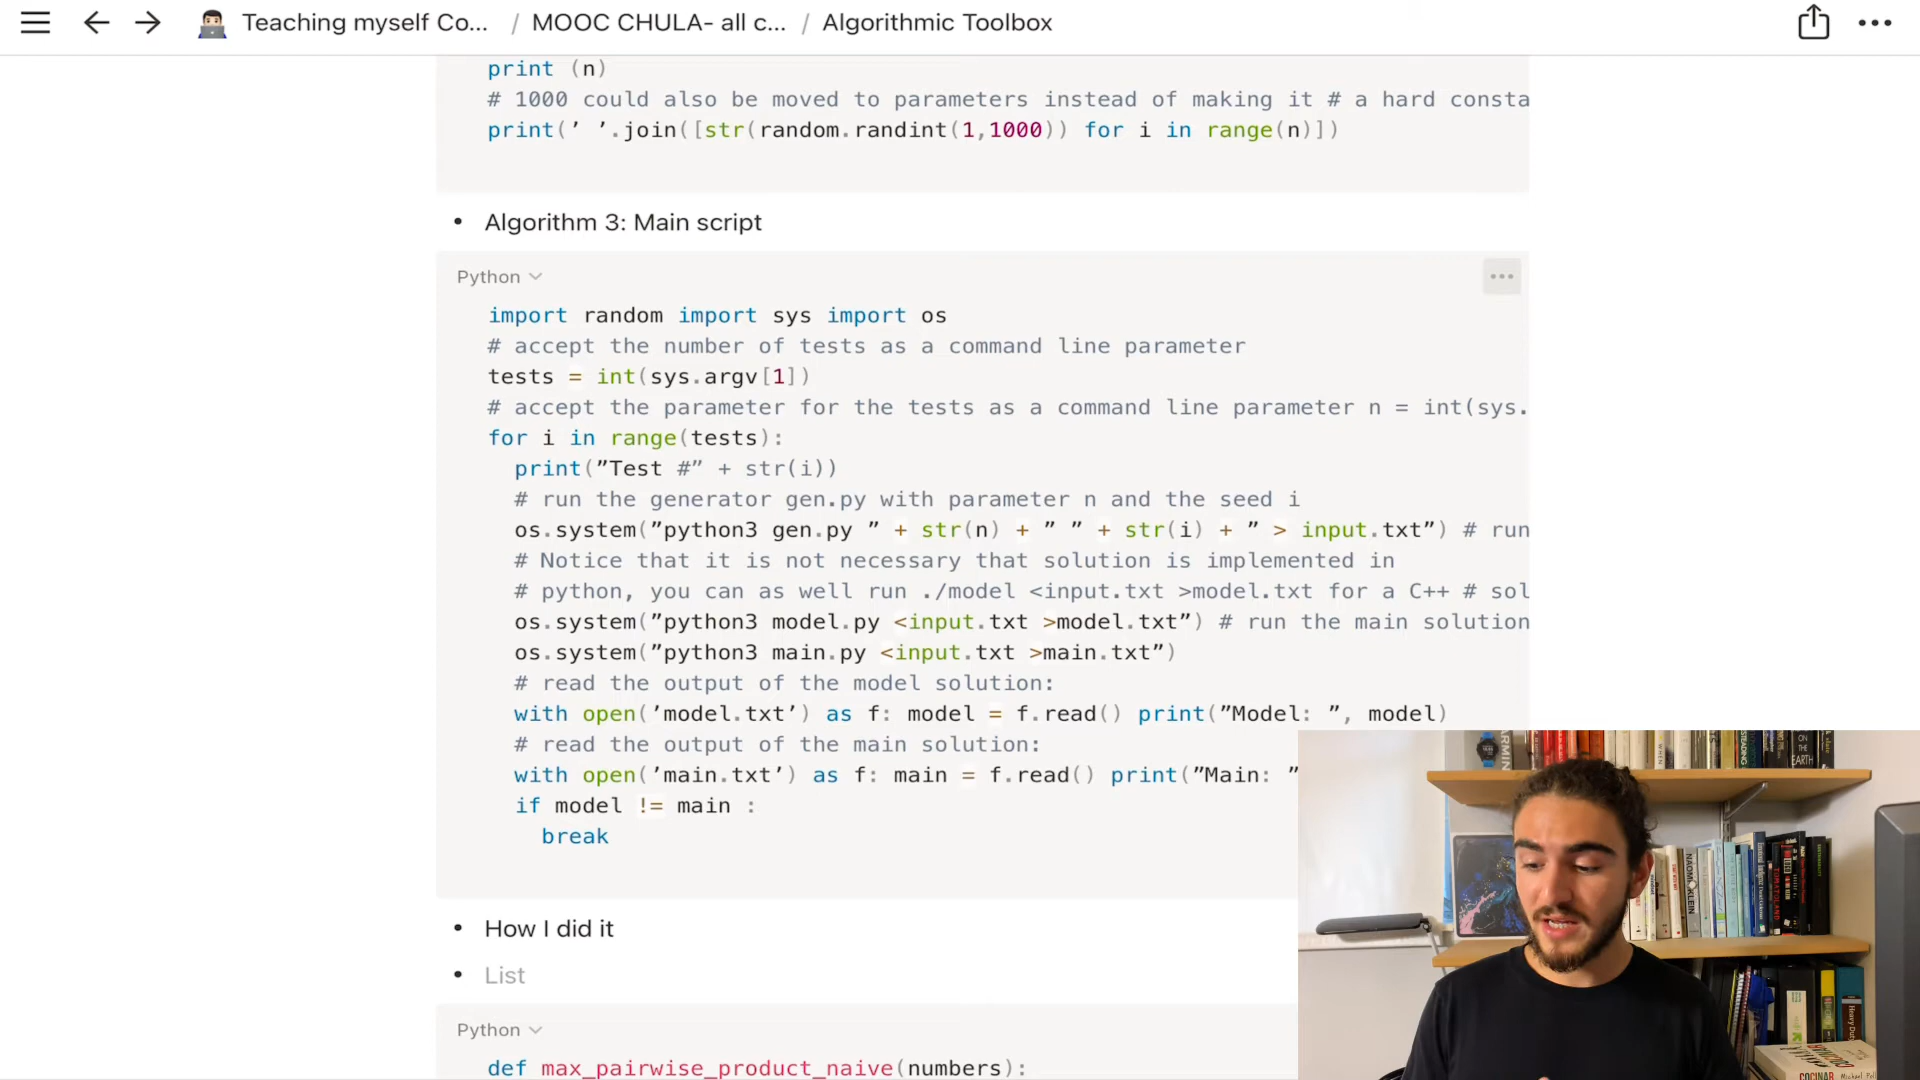 Teaching myself Co... / MOOC CHULA- all c... / Algorithmic Toolbox
print (n)
# 1000 could also be moved to parameters instead of making it # a hard consta
print(’ ’.join([str(random.randint(1,1000)) for i in range(n)])
• Algorithm 3: Main script
Python
import random import sys import os
# accept the number of tests as a command line parameter
tests = int(sys.argv[1])
# accept the parameter for the tests as a command line parameter n = int(sys.
for i in range(tests):
print(”Test #” + str(i))
# run the generator gen.py with parameter n and the seed i
os.system(”python3 gen.py ” + str(n) + ” ” + str(i) + ” > input.txt”) # run
# Notice that it is not necessary that solution is implemented in
# python, you can as well run ./model <input.txt >model.txt for a C++ # sol
os.system(”python3 model.py <input.txt >model.txt”) # run the main solution
os.system(”python3 main.py <input.txt >main.txt”)
# read the output of the model solution:
with open(’model.txt’) as f: model = f.read() print(”Model: ”, model)
# read the output of the main solution:
with open(’main.txt’) as f: main = f.read() print(”Main: ”
if model != main :
break
• How I did it
• List
Python
def max_pairwise_product_naive(numbers):
ON
THE
EARTH
NAOMI KLEIN
TOMATOLAND
COCINAR